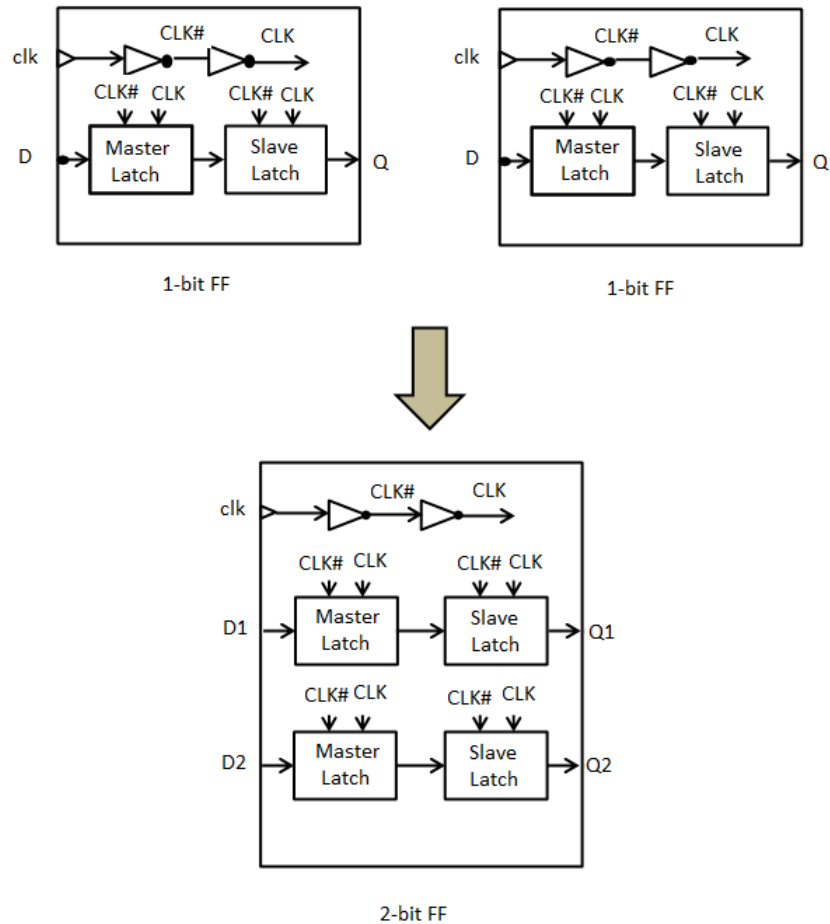 CLK# CLK
clk
CLK# CLK CLK# CLK
D Master Latch Slave Latch Q
1-bit FF
CLK# CLK
clk
CLK# CLK CLK# CLK
D Master Latch Slave Latch Q
1-bit FF
clk CLK# CLK
CLK# CLK CLK# CLK
D1 Master Latch Slave Latch Q1
CLK# CLK CLK# CLK
D2 Master Latch Slave Latch Q2
2-bit FF